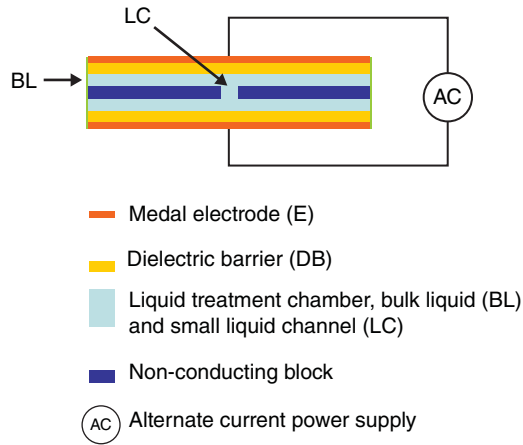 LC
BL
AC
Medal electrode (E)
Dielectric barrier (DB)
Liquid treatment chamber, bulk liquid (BL)
and small liquid channel (LC)
Non-conducting block
AC Alternate current power supply